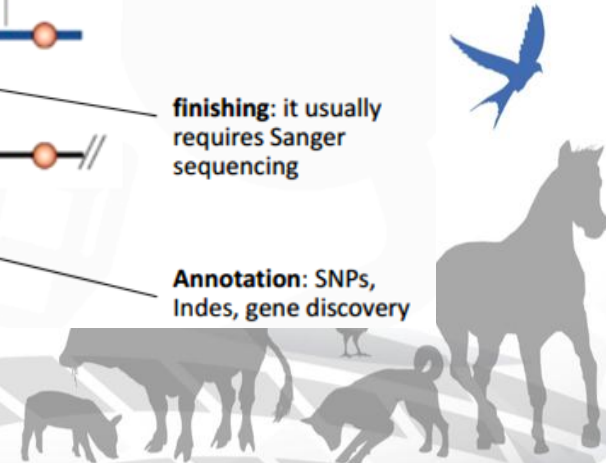 finishing: it usually
requires Sanger
sequencing
Annotation: SNPs,
Indes, gene discovery